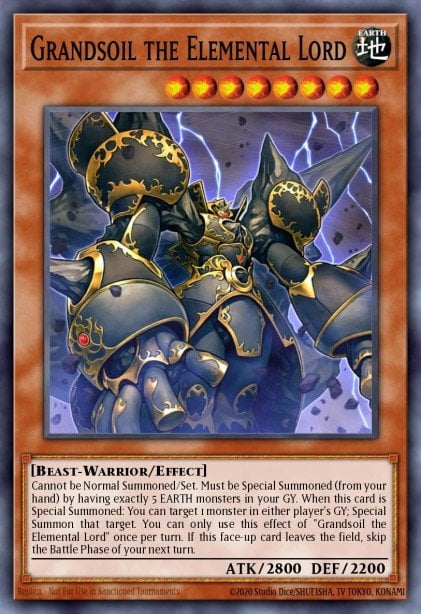 GRANDSOIL THE ELEMENTAL LORD
EARTH
地
[BEAST-WARRIOR/EFFECT]
Cannot be Normal Summoned/Set. Must be Special Summoned (from
your hand) by having exactly 5 EARTH monsters in your GY. When this card is
Special Summoned: You can target 1 monster in either player's GY; Special
Summon that target. You can only use this effect of "Grandsoil the
Elemental Lord" once per turn. If this face-up card leaves the field, skip
the Battle Phase of your next turn.
ATK/2800 DEF/2200
Replica - Not For Use in Sanctioned Tournaments
©2020 Studio Dice/SHUEISHA, TV TOKYO, KONAMI